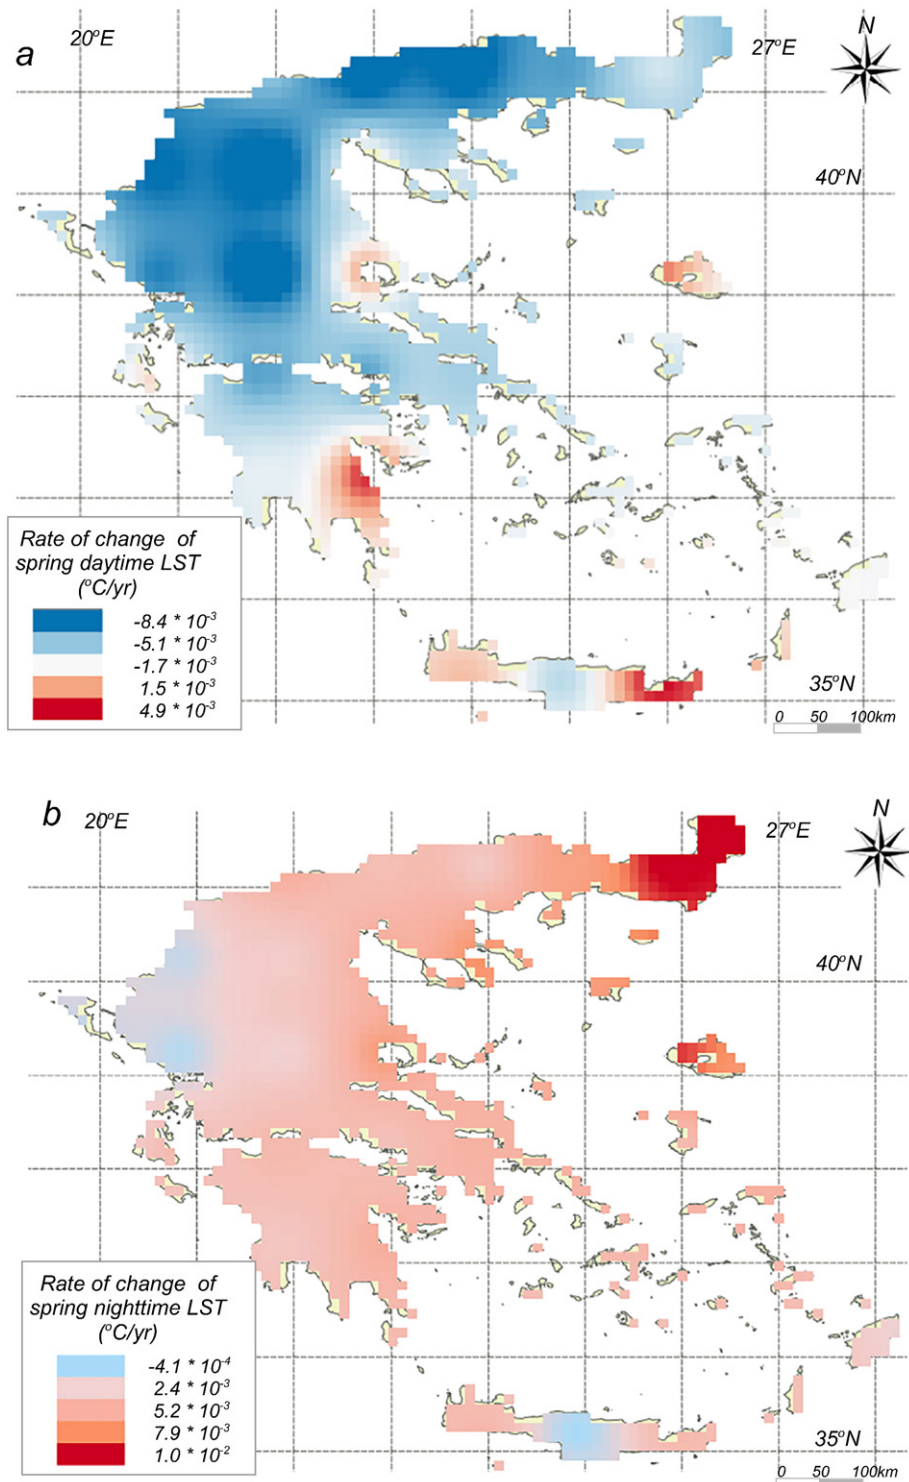 a
20°E
27°E
N
40°N
Rate of change of
spring daytime LST
(°C/yr)
-8.4 * 10⁻³
-5.1 * 10⁻³
-1.7 * 10⁻³
1.5 * 10⁻³
4.9 * 10⁻³
35°N
0 50 100km
b
20°E
27°E
N
40°N
Rate of change of
spring nighttime LST
(°C/yr)
-4.1 * 10⁻⁴
2.4 * 10⁻³
5.2 * 10⁻³
7.9 * 10⁻³
1.0 * 10⁻²
35°N
0 50 100km